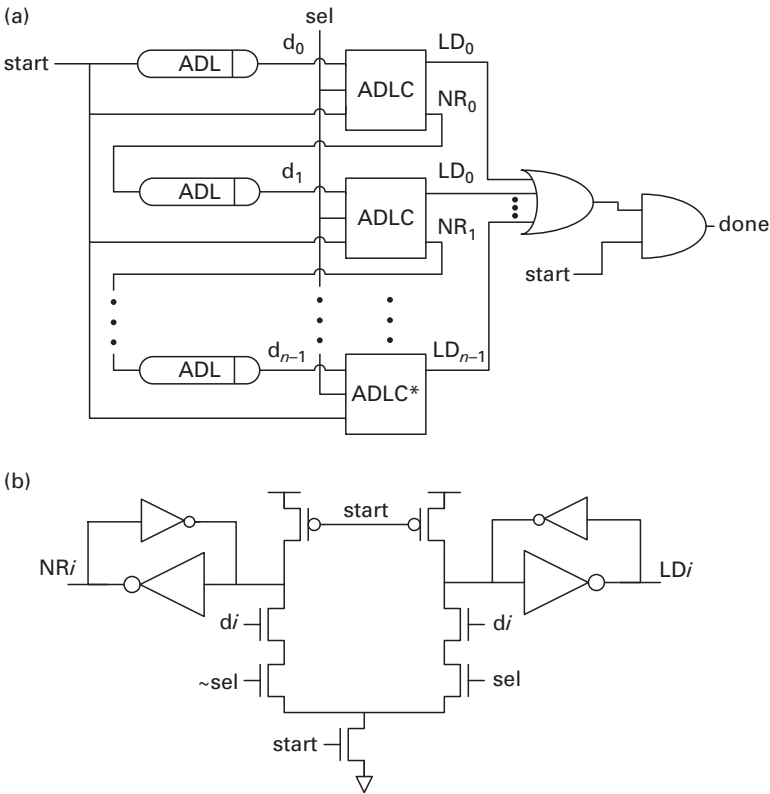 (a)
sel
start
ADL
d0
ADLC
LD0
NR0
ADL
d1
ADLC
LD0
NR1
start
done
ADL
dn–1
ADLC*
LDn–1
(b)
start
NRi
LDi
di
di
~sel
sel
start